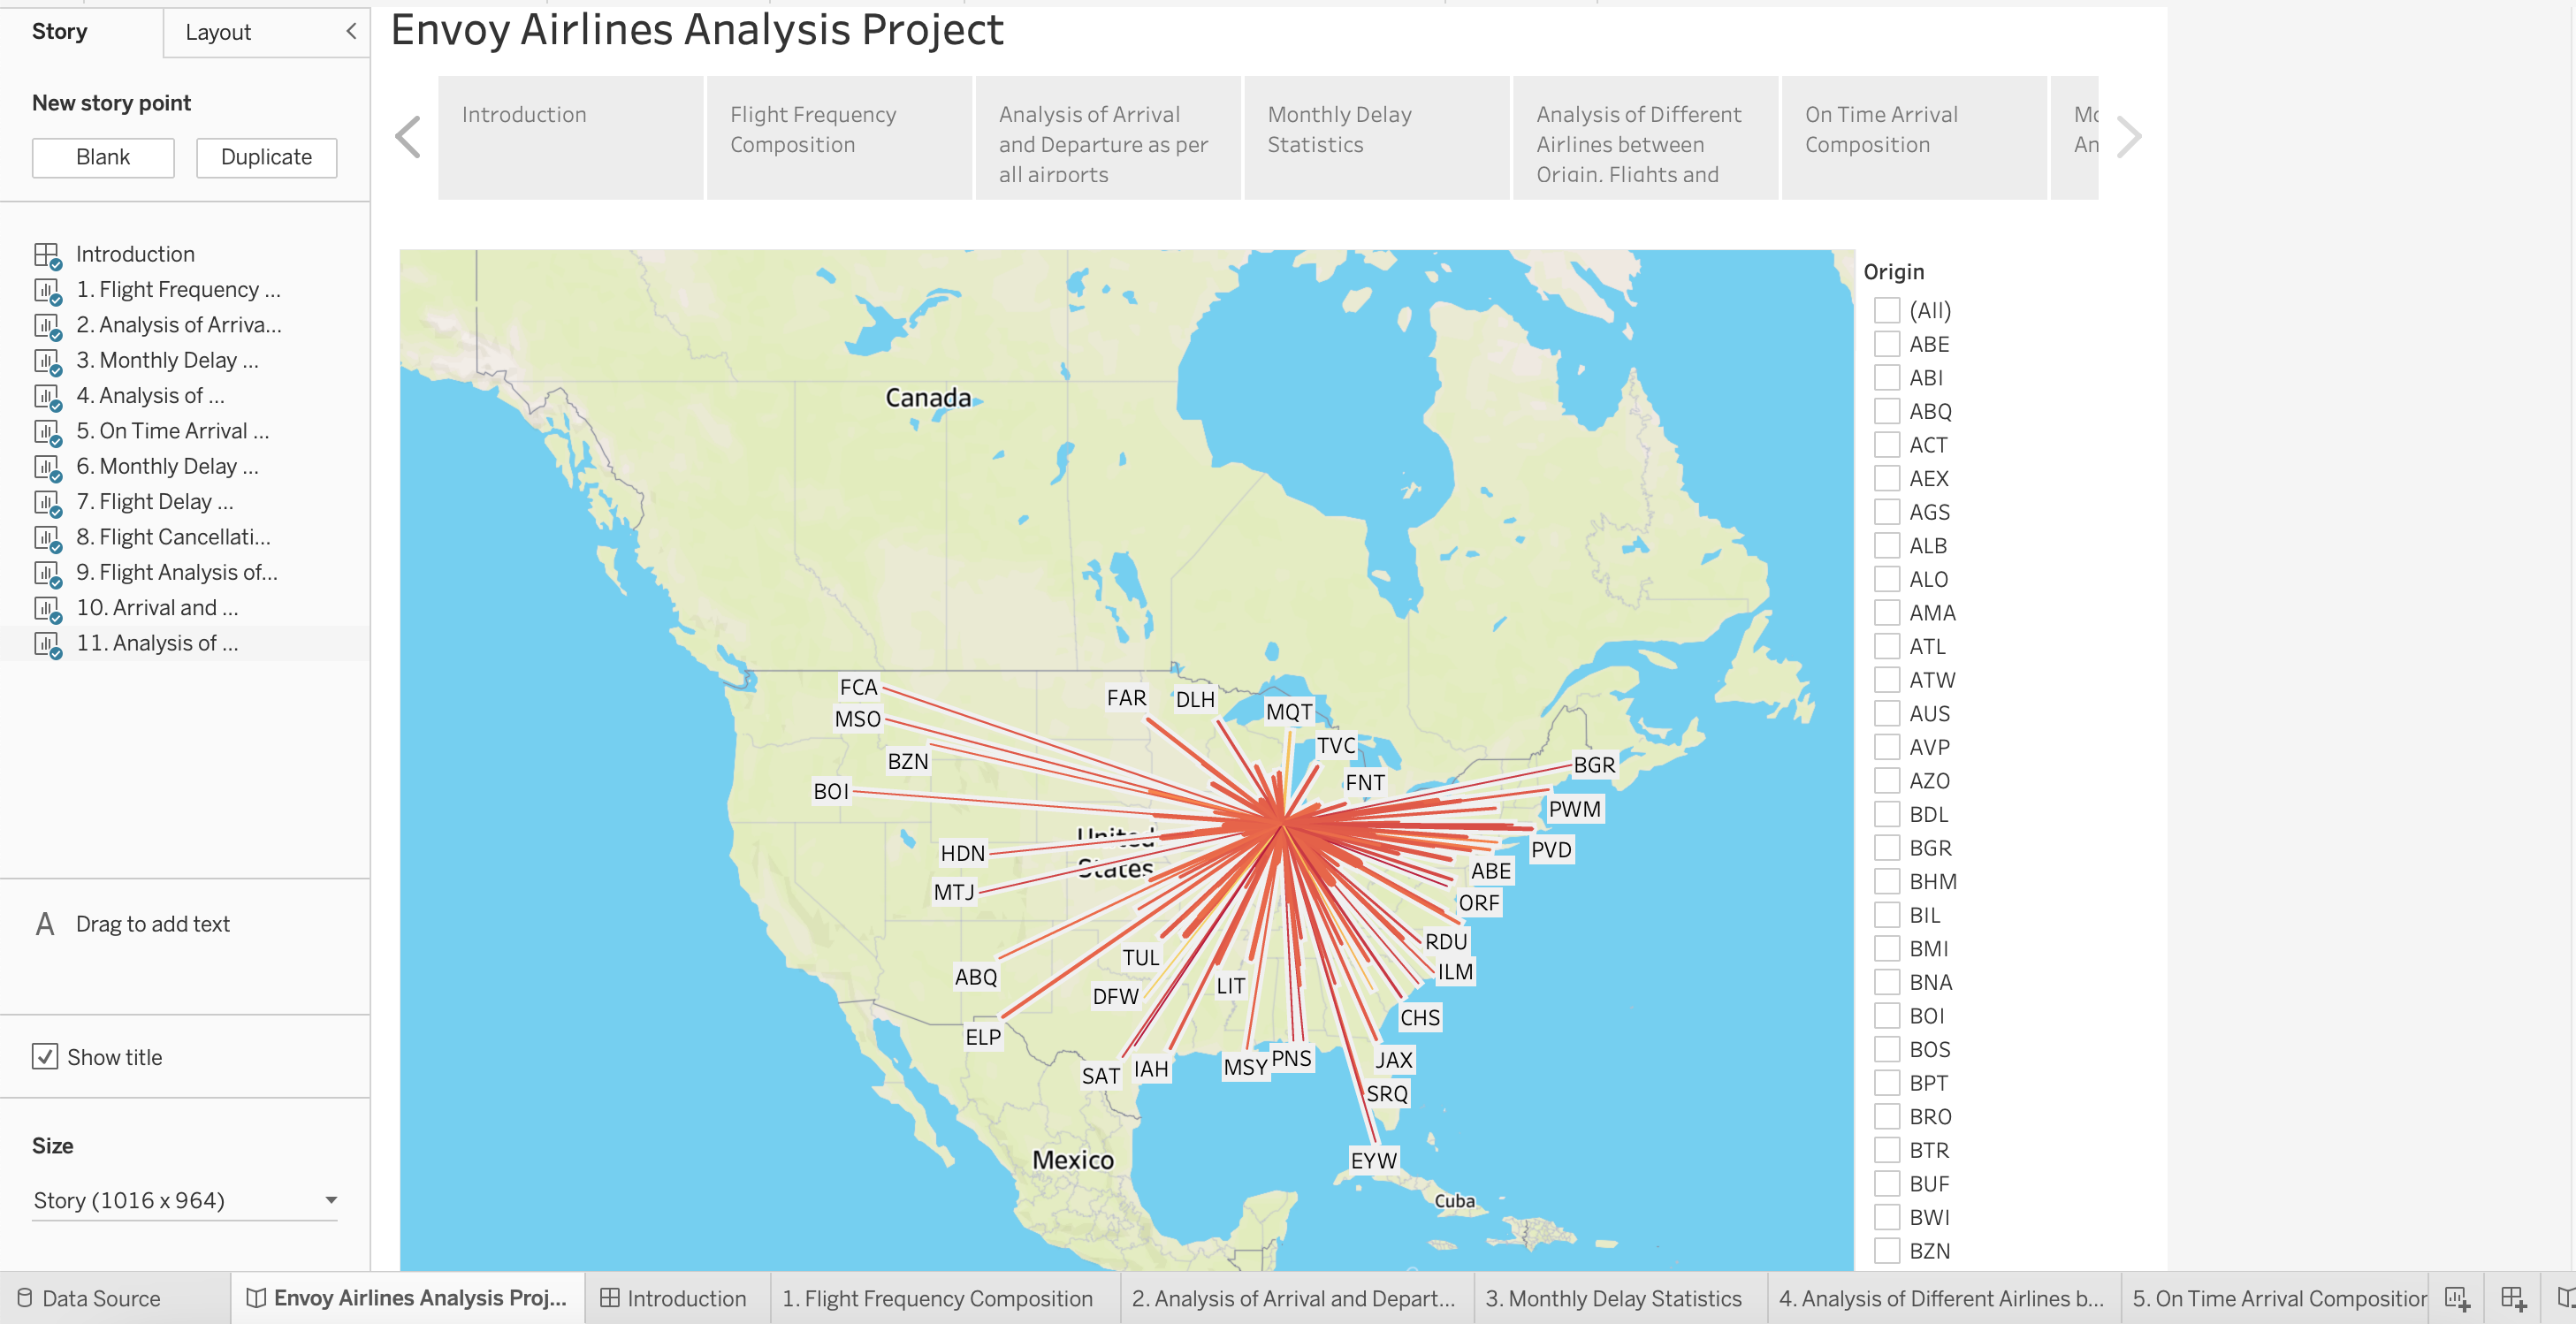 Story
Layout
Envoy Airlines Analysis Project
New story point
Blank
Duplicate
Introduction
Flight Frequency
Composition
Analysis of Arrival
and Departure as per
all airports
Monthly Delay
Statistics
Analysis of Different
Airlines between
Origin, Flights and
On Time Arrival
Composition
Introduction
1. Flight Frequency ...
2. Analysis of Arriva...
3. Monthly Delay ...
4. Analysis of ...
5. On Time Arrival ...
6. Monthly Delay ...
7. Flight Delay ...
8. Flight Cancellati...
9. Flight Analysis of...
10. Arrival and ...
11. Analysis of ...
A Drag to add text
Show title
Size
Story (1016 x 964)
Canada
FCA
FAR
DLH
MQT
MSO
TVC
BZN
BGR
FNT
BOI
PWM
United
States
HDN
PVD
ABE
MTJ
ORF
RDU
TUL
ILM
ABQ
LIT
DFW
CHS
ELP
SAT
IAH
MSY
PNS
JAX
SRQ
EYW
Mexico
Cuba
Origin
(All)
ABE
ABI
ABQ
ACT
AEX
AGS
ALB
ALO
AMA
ATL
ATW
AUS
AVP
AZO
BDL
BGR
BHM
BIL
BMI
BNA
BOI
BOS
BPT
BRO
BTR
BUF
BWI
BZN
Data Source
Envoy Airlines Analysis Proj...
Introduction
1. Flight Frequency Composition
2. Analysis of Arrival and Depart...
3. Monthly Delay Statistics
4. Analysis of Different Airlines b...
5. On Time Arrival Composition